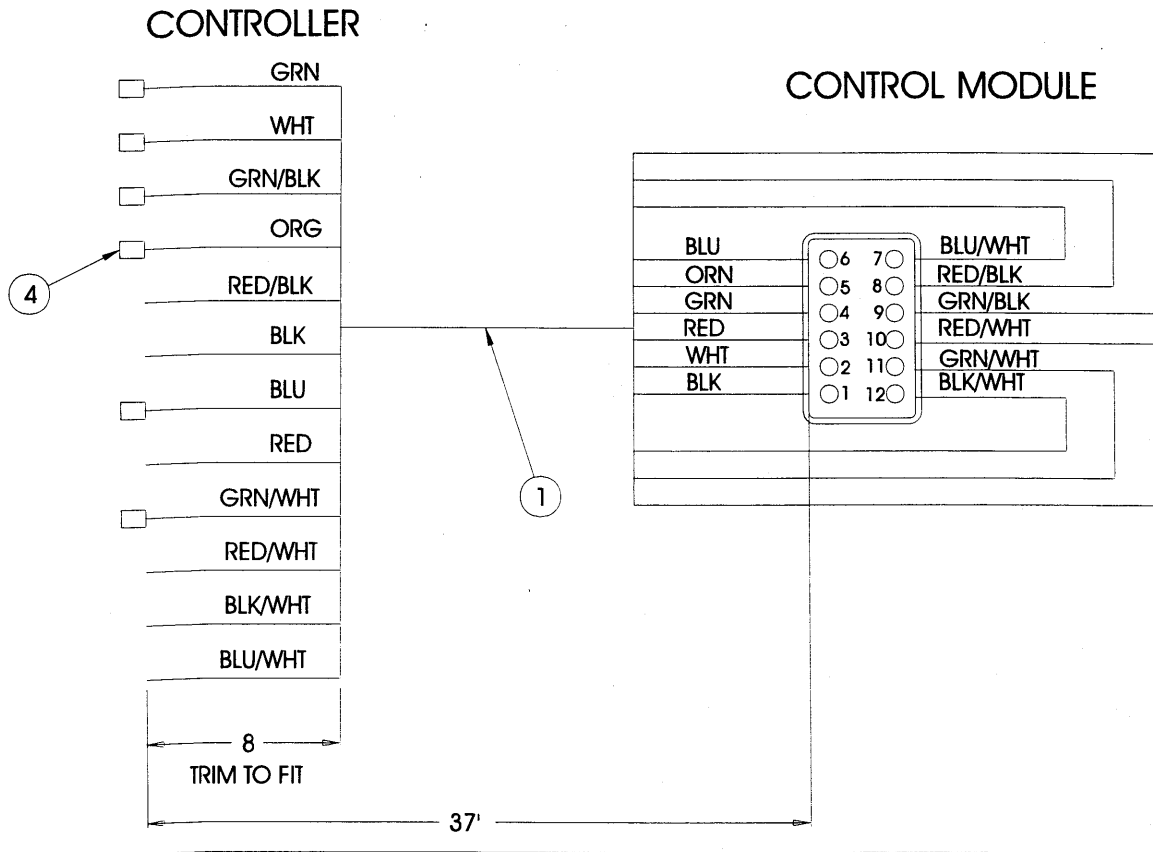 CONTROLLER
GRN
WHT
GRN/BLK
ORG
4
RED/BLK
BLK
BLU
RED
GRN/WHT
RED/WHT
BLK/WHT
BLU/WHT
8
TRIM TO FIT
37'
1
CONTROL MODULE
BLU 6 7 BLU/WHT
ORN 5 8 RED/BLK
GRN 4 9 GRN/BLK
RED 3 10 RED/WHT
WHT 2 11 GRN/WHT
BLK 1 12 BLK/WHT